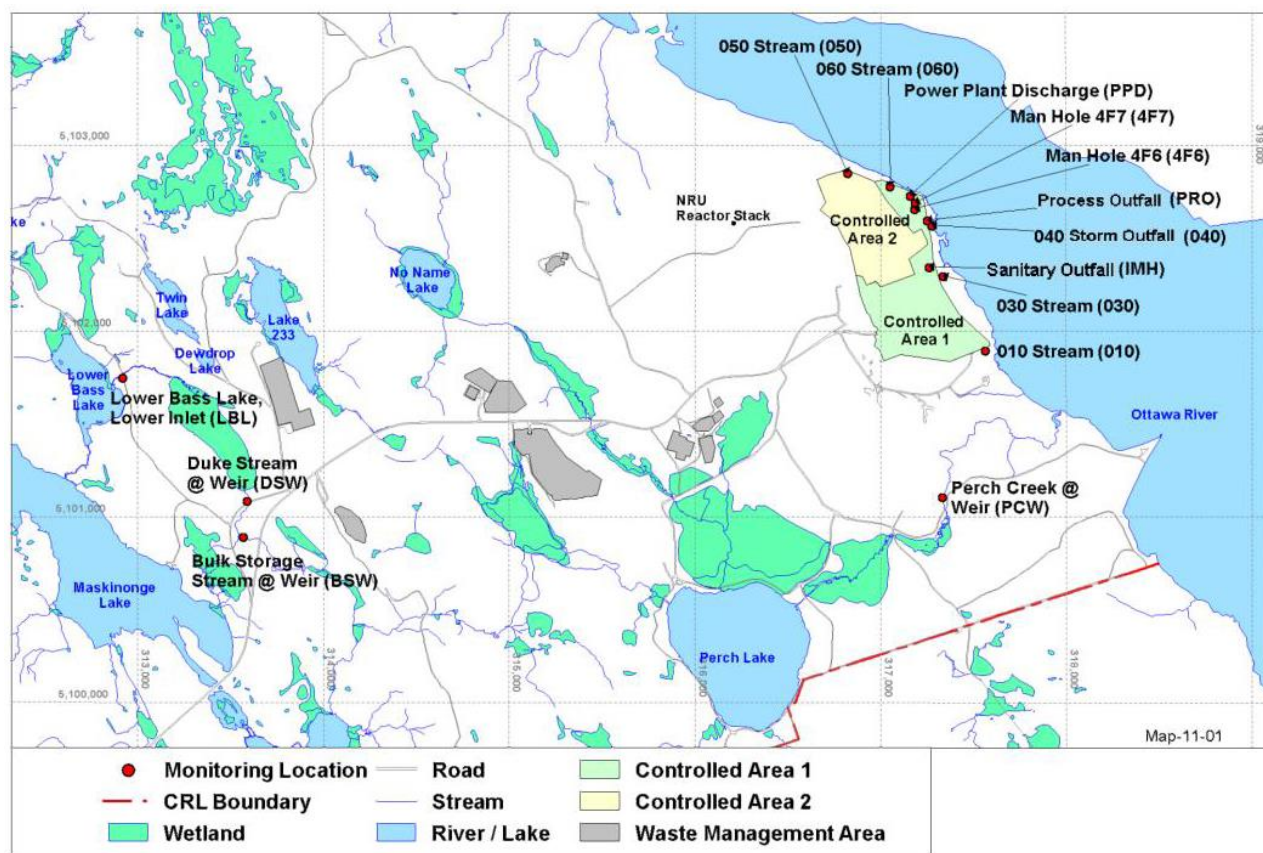 050 Stream (050)
060 Stream (060)
Power Plant Discharge (PPD)
Man Hole 4F7 (4F7)
5,103,000
319,000
Man Hole 4F6 (4F6)
NRU
Reactor Stack
Process Outfall (PRO)
Controlled
Area 2
040 Storm Outfall (040)
ke
No Name
Lake
Sanitary Outfall (IMH)
Twin
Lake
030 Stream (030)
Lake
233
5,102,000
Controlled
Area 1
Dewdrop
Lake
010 Stream (010)
Lower
Bass
Lake
Lower Bass Lake,
Lower Inlet (LBL)
Ottawa River
Duke Stream
@ Weir (DSW)
Perch Creek @
Weir (PCW)
5,101,000
Bulk Storage
Stream @ Weir (BSW)
Maskinonge
Lake
Perch Lake
313,000
314,000
315,000
316,000
317,000
318,000
5,100,000
Map-11-01
Monitoring Location
Road
Controlled Area 1
CRL Boundary
Stream
Controlled Area 2
Wetland
River / Lake
Waste Management Area